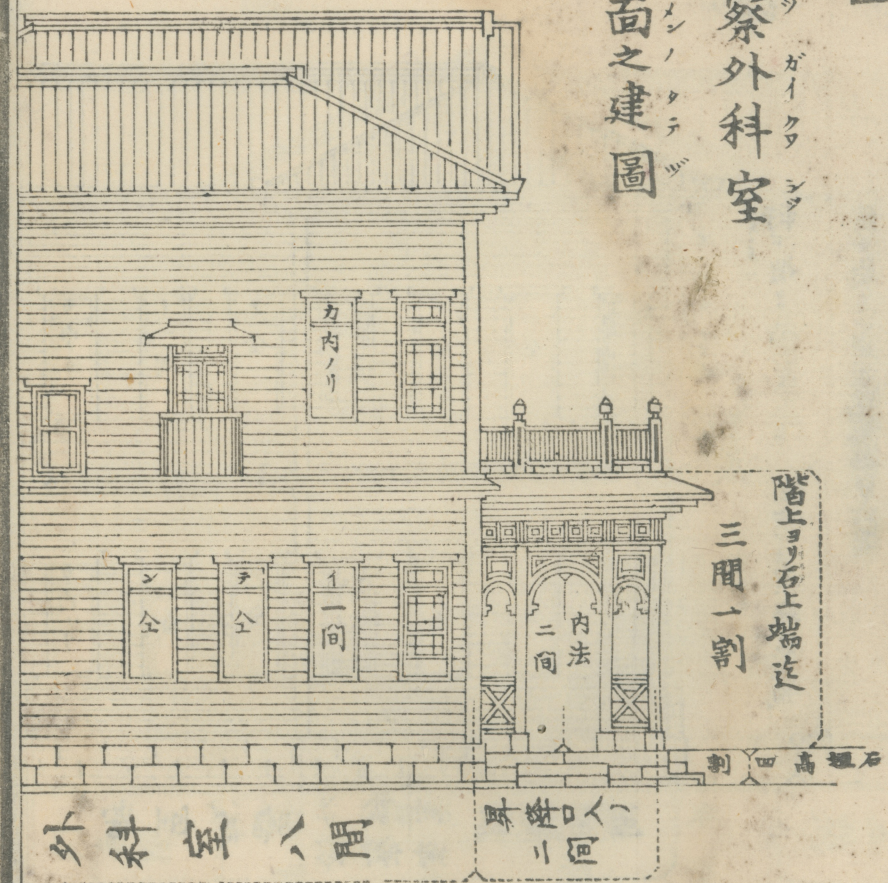 察外科室
ツ ガイクワ シツ
面之建圖
メンノタテヅ
カ内ノリ
階上ヨリ石上端迄
三間一割
内法
二間
イ
一間
テ
仝
ン
仝
石垣高四割
昇降口入ノ
二間
外科室八間